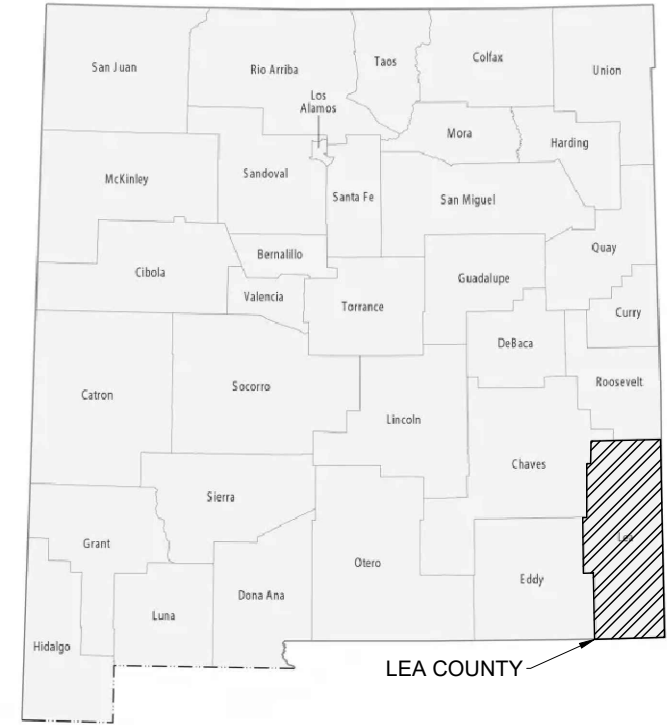 San Juan
Rio Arriba
Taos
Colfax
Union
Los
Alamos
Mora
Harding
McKinley
Sandoval
Santa Fe
San Miguel
Quay
Bernalillo
Cibola
Guadalupe
Valencia
Torrance
Curry
DeBaca
Roosevelt
Catron
Socorro
Lincoln
Chaves
Sierra
Grant
Lea
Otero
Eddy
Dona Ana
Luna
Hidalgo
LEA COUNTY